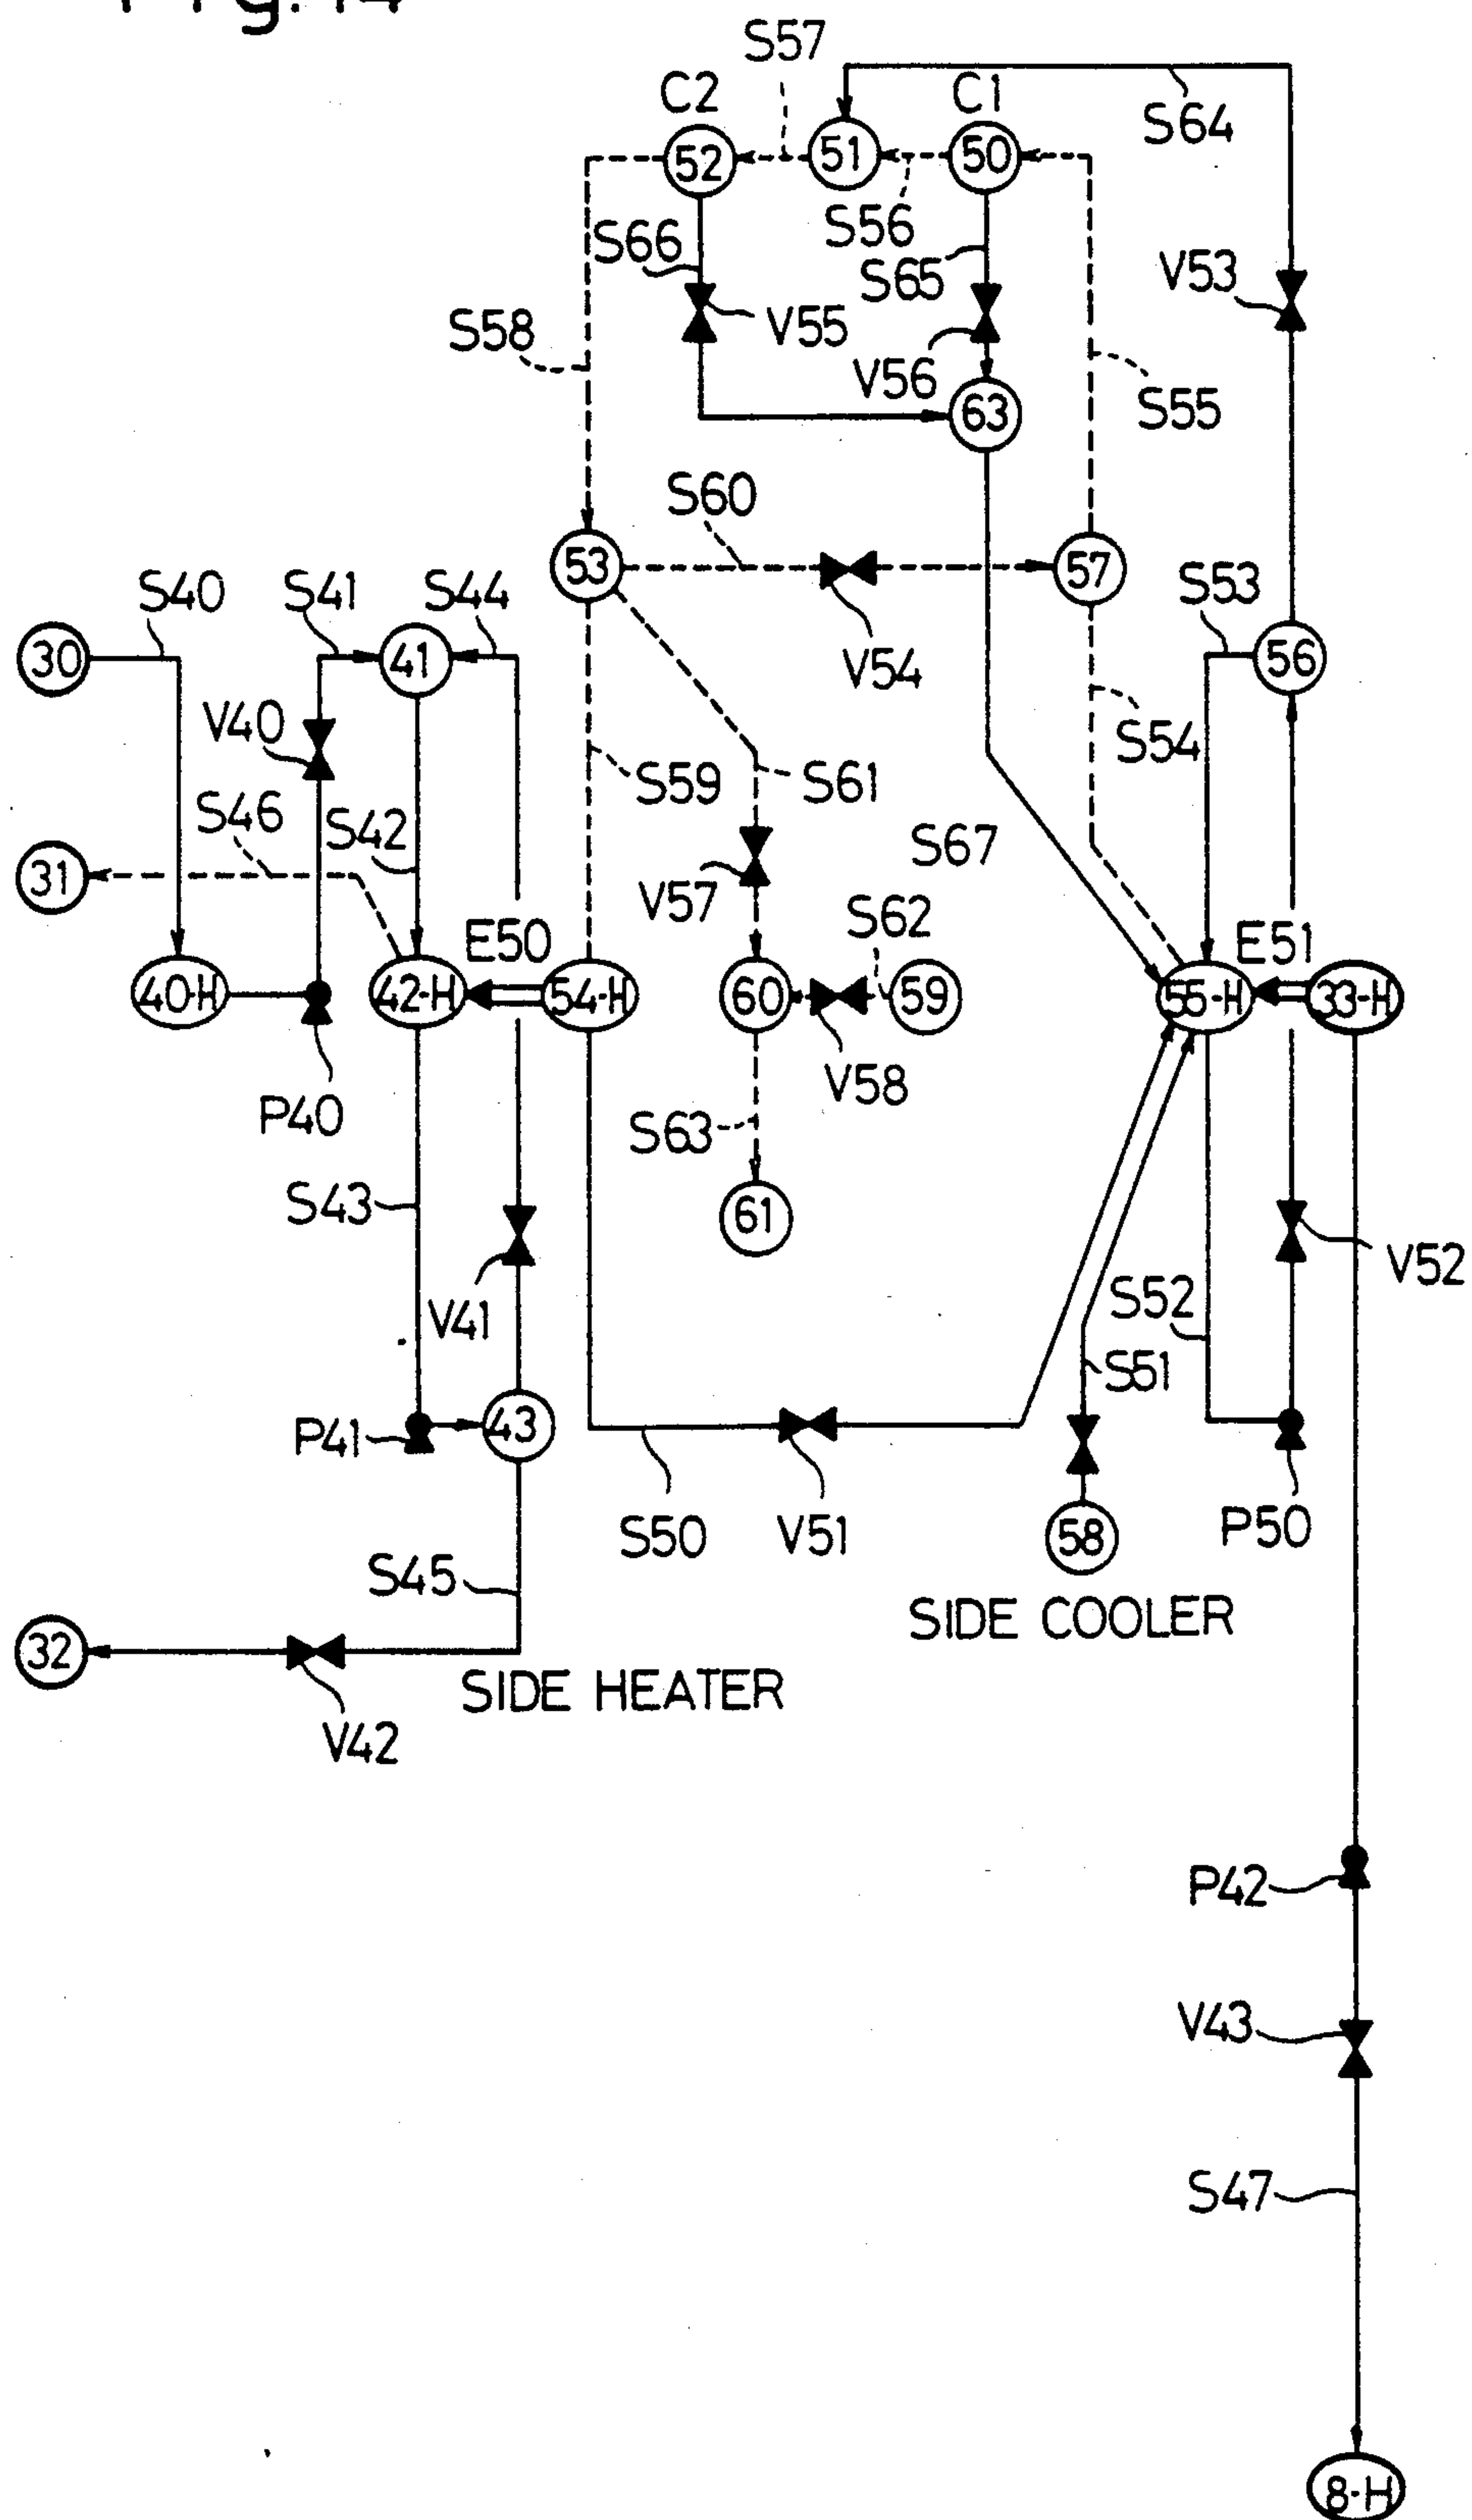 Fig. 14
S57
C2
C1
S64
52
51
50
S66
S56
S65
V53
S58
V55
V56
S55
63
S60
53
57
S40
S41
S44
S53
30
41
56
V54
V40
S54
S59
S61
S46
S42
S67
31
V57
S62
E50
E51
40-H
42-H
54-H
60
59
55-H
33-H
V58
P40
S63
S43
61
V52
V41
S52
S51
P41
43
S50
V51
58
P50
S45
SIDE COOLER
32
SIDE HEATER
V42
P42
V43
S47
8-H